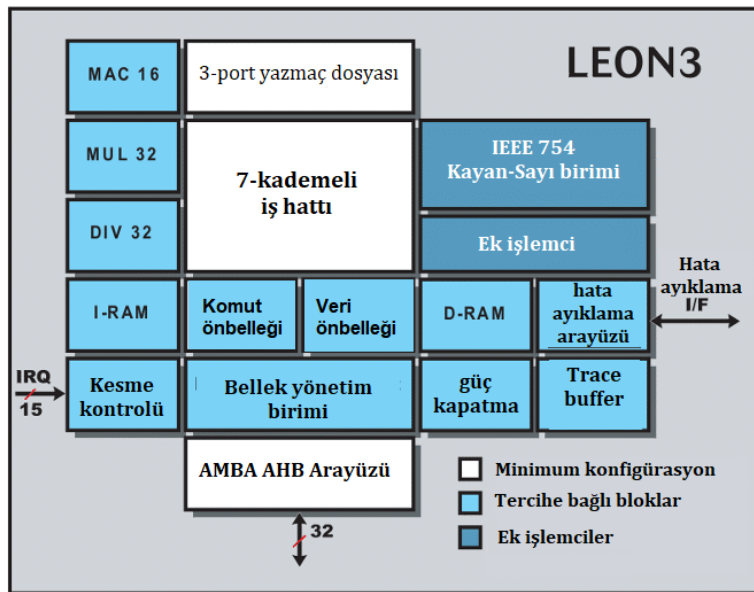 LEON3
MAC 16
3-port yazmaç dosyası
MUL 32
7-kademeli
iş hattı
IEEE 754
Kayan-Sayı birimi
DIV 32
Ek işlemci
I-RAM
Komut
önbelleği
Veri
önbelleği
D-RAM
hata
ayıklama
arayüzü
Hata
ayıklama
I/F
IRQ
15
Kesme
kontrolü
Bellek yönetim
birimi
güç
kapatma
Trace
buffer
AMBA AHB Arayüzü
32
Minimum konfigürasyon
Tercihe bağlı bloklar
Ek işlemciler